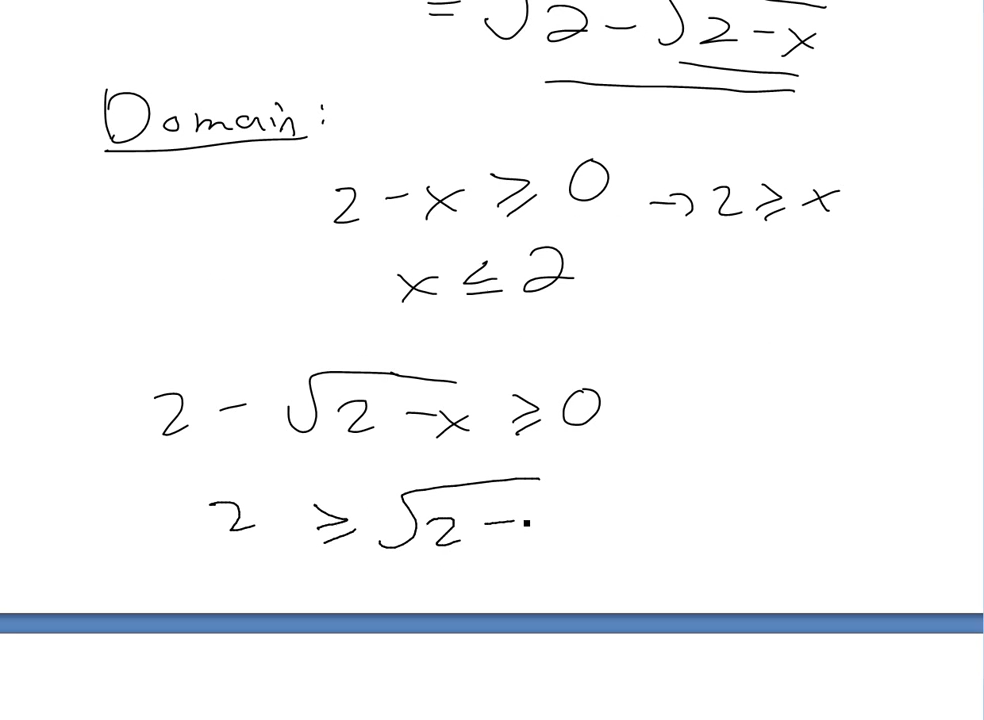 = √2-√2-x
Domain:
2-x ≥ 0 → 2 ≥ x
x ≤ 2
2 - √2-x ≥ 0
2 ≥ √2-